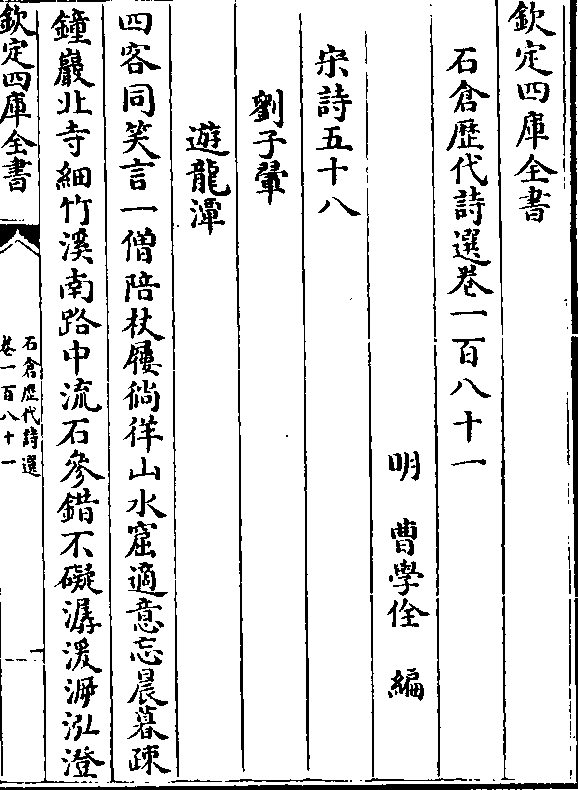 欽定四庫全書
石倉歷代詩選卷一百八十一
明 曹學佺 編
宋詩五十八
劉子翬
遊龍潭
四客同笑言一僧陪杖屨徜徉山水窟適意忘晨暮疎
鐘巖北寺細竹溪南路中流石參錯不礙潺湲泝泓澄
欽定四庫全書
石倉歷代詩選
卷一百八十一
一